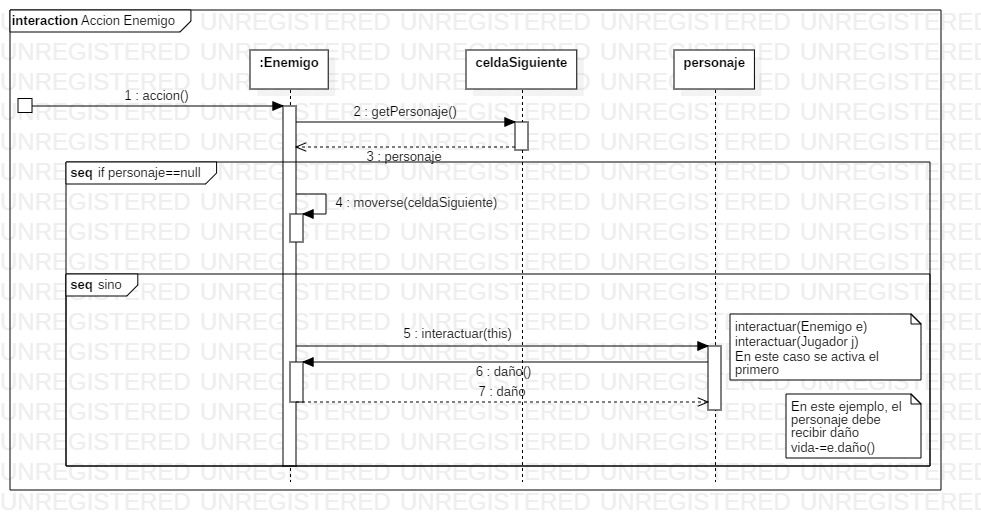 interaction Accion Enemigo
:Enemigo
celdaSiguiente
personaje
1 : accion()
2 : getPersonaje()
3 : personaje
seq if personaje==null
4 : moverse(celdaSiguiente)
seq sino
5 : interactuar(this)
interactuar(Enemigo e)
interactuar(Jugador j)
En este caso se activa el
primero
6 : daño()
7 : daño
En este ejemplo, el
personaje debe
recibir daño
vida-=e.daño()
UNREGISTERED UNREGISTERED UNREGISTERED UNREGISTERED UNREGISTERED